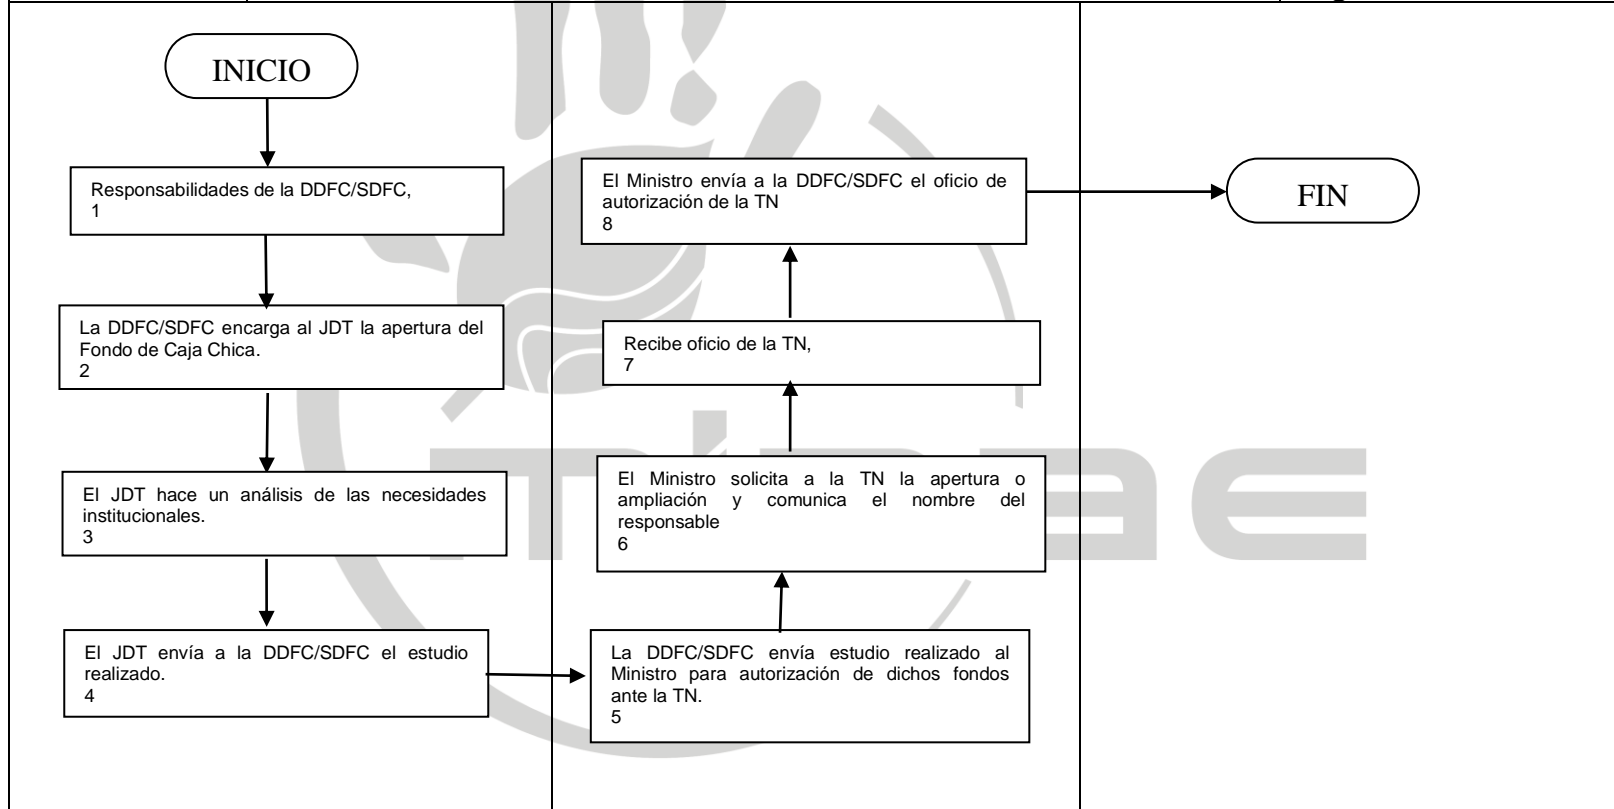 INICIO
Responsabilidades de la DDFC/SDFC,
1
La DDFC/SDFC encarga al JDT la apertura del
Fondo de Caja Chica.
2
El JDT hace un análisis de las necesidades
institucionales.
3
El JDT envía a la DDFC/SDFC el estudio
realizado.
4
La DDFC/SDFC envía estudio realizado al
Ministro para autorización de dichos fondos
ante la TN.
5
El Ministro solicita a la TN la apertura o
ampliación y comunica el nombre del
responsable
6
Recibe oficio de la TN,
7
El Ministro envía a la DDFC/SDFC el oficio de
autorización de la TN
8
FIN